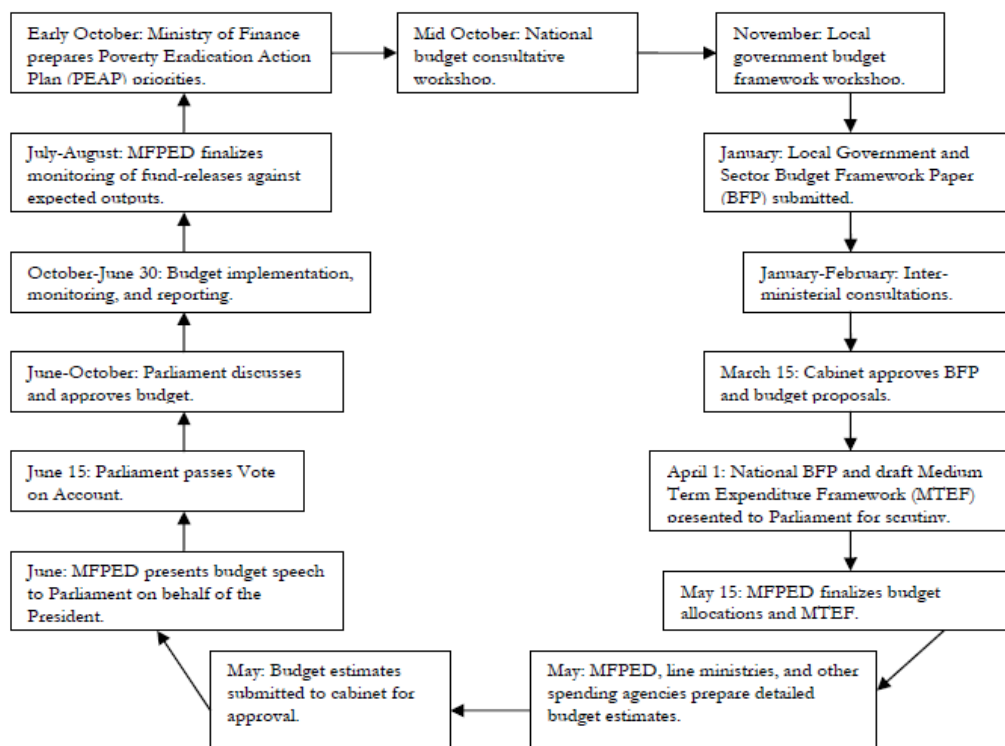 Early October: Ministry of Finance
prepares Poverty Eradication Action
Plan (PEAP) priorities.
Mid October: National
budget consultative
workshop.
November: Local
government budget
framework workshop.
January: Local Government and
Sector Budget Framework Paper
(BFP) submitted.
January-February: Inter-
ministerial consultations.
March 15: Cabinet approves BFP
and budget proposals.
April 1: National BFP and draft Medium
Term Expenditure Framework (MTEF)
presented to Parliament for scrutiny.
May 15: MFPED finalizes budget
allocations and MTEF.
May: MFPED, line ministries, and other
spending agencies prepare detailed
budget estimates.
May: Budget estimates
submitted to cabinet for
approval.
June: MFPED presents budget speech
to Parliament on behalf of the
President.
June 15: Parliament passes Vote
on Account.
June-October: Parliament discusses
and approves budget.
October-June 30: Budget implementation,
monitoring, and reporting.
July-August: MFPED finalizes
monitoring of fund-releases against
expected outputs.